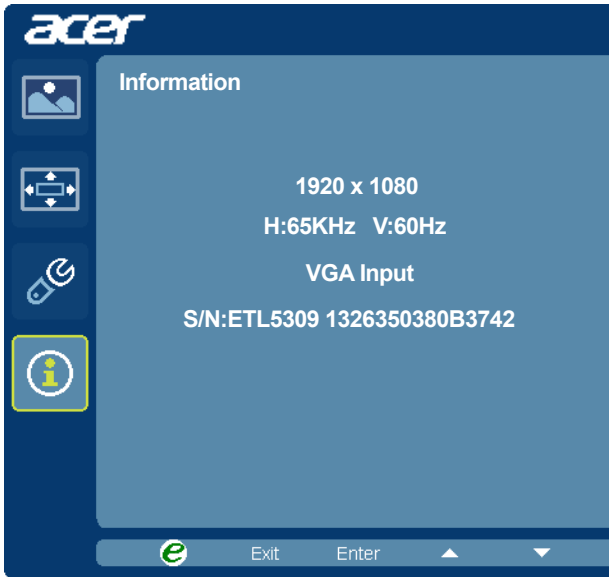 acer
Information
1920 x 1080
H:65KHz V:60Hz
VGA Input
S/N:ETL5309 1326350380B3742
e Exit Enter